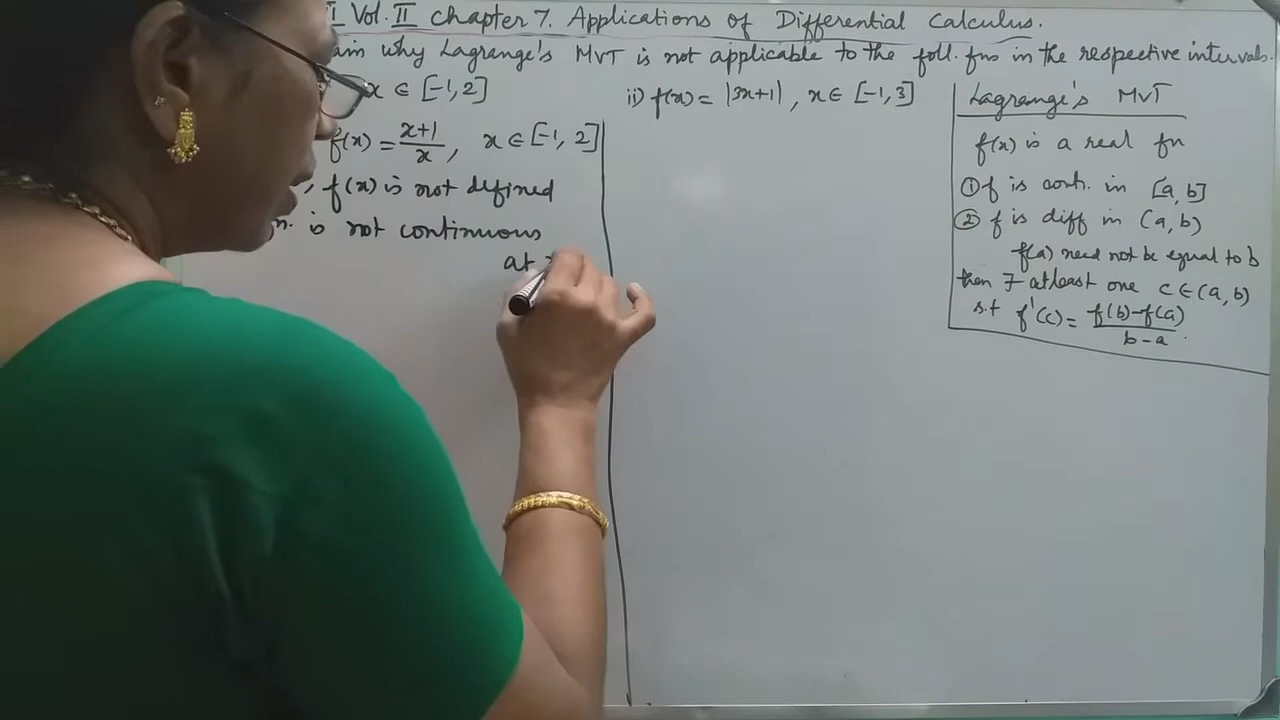 I Vol. II Chapter 7. Applications of Differential Calculus.
why Lagrange's MVT is not applicable to the foll. fns in the respective intervals.
x ∈ [-1, 2]
ii) f(x) = |3x+1|, x ∈ [-1, 3]
f(x) = x+1/x, x ∈ [-1, 2]
, f(x) is not defined
is not continuous
at
Lagrange's MVT
f(x) is a real fn
① f is cont. in [a, b]
② f is diff in (a, b)
f(a) need not be equal to b
then ∃ atleast one c ∈ (a, b)
s.t f'(c) = f(b)-f(a)/b-a.